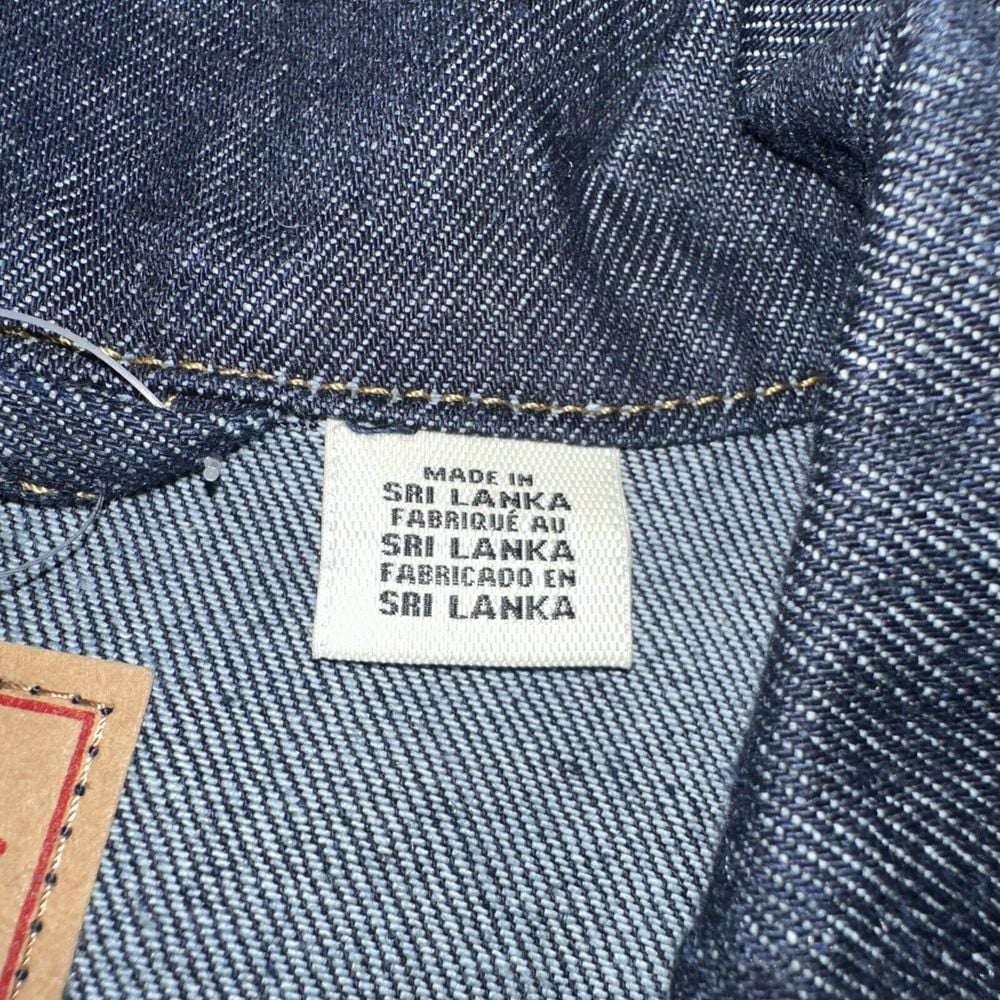 MADE IN
SRI LANKA
FABRIQUÉ AU
SRI LANKA
FABRICADO EN
SRI LANKA